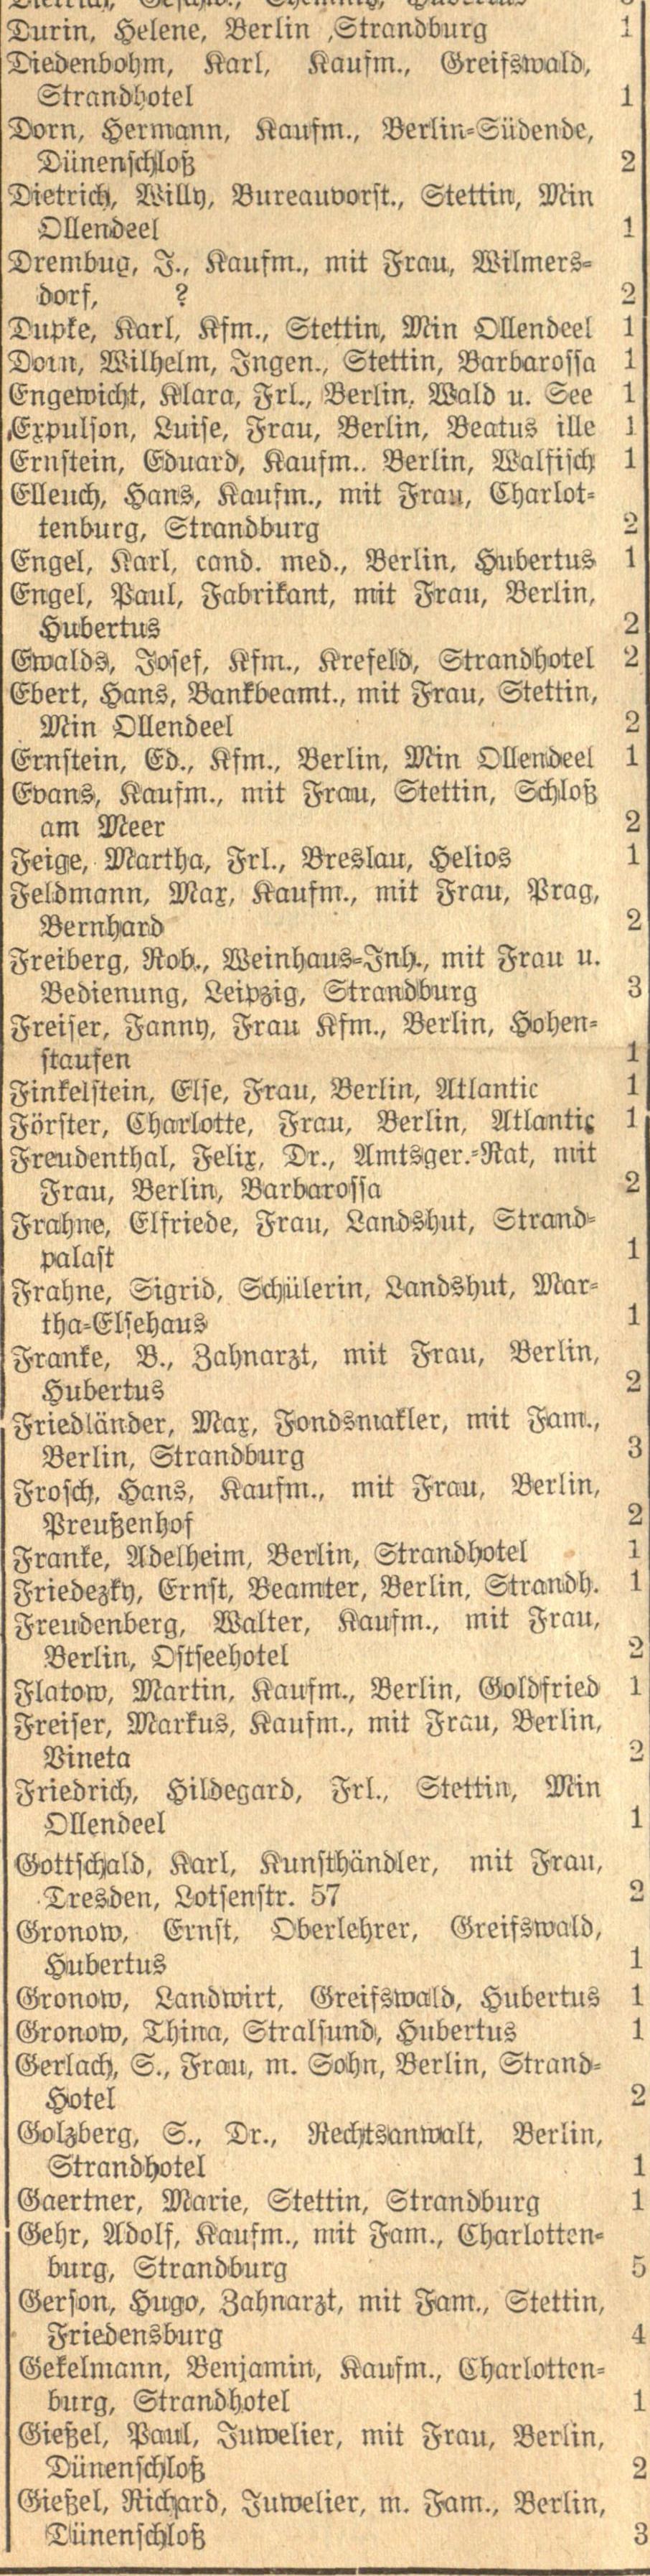 Durin, Helene, Berlin ,Strandburg 1
Diedenbohm, Karl, Kaufm., Greifswald,
Strandhotel 1
Dorn, Hermann, Kaufm., Berlin-Südende,
Dünenschloß 2
Dietrich, Willy, Bureauvorst., Stettin, Min
Ollendeel 1
Drembug, J., Kaufm., mit Frau, Wilmers-
dorf, ? 2
Dupke, Karl, Kfm., Stettin, Min Ollendeel 1
Dorn, Wilhelm, Ingen., Stettin, Barbarossa 1
Engewicht, Klara, Frl., Berlin, Wald u. See 1
Expulson, Luise, Frau, Berlin, Beatus ille 1
Ernstein, Eduard, Kaufm.. Berlin, Walfisch 1
Elleuch, Hans, Kaufm., mit Frau, Charlot-
tenburg, Strandburg 2
Engel, Karl, cand. med., Berlin, Hubertus 1
Engel, Paul, Fabrikant, mit Frau, Berlin,
Hubertus 2
Ewalds, Josef, Kfm., Krefeld, Strandhotel 2
Ebert, Hans, Bankbeamt., mit Frau, Stettin,
Min Ollendeel 2
Ernstein, Ed., Kfm., Berlin, Min Ollendeel 1
Evans, Kaufm., mit Frau, Stettin, Schloß
am Meer 2
Feige, Martha, Frl., Breslau, Helios 1
Feldmann, Max, Kaufm., mit Frau, Prag,
Bernhard 2
Freiberg, Rob., Weinhaus-Inh., mit Frau u.
Bedienung, Leipzig, Strandburg 3
Freiser, Fanny, Frau Kfm., Berlin, Hohen-
staufen 1
Finkelstein, Else, Frau, Berlin, Atlantic 1
Förster, Charlotte, Frau, Berlin, Atlantic 1
Freudenthal, Felix, Dr., Amtsger.-Rat, mit
Frau, Berlin, Barbarossa 2
Frahne, Elfriede, Frau, Landshut, Strand-
palast 1
Frahne, Sigrid, Schülerin, Landshut, Mar-
tha-Elsehaus 1
Franke, B., Zahnarzt, mit Frau, Berlin,
Hubertus 2
Friedländer, Max, Fondsmakler, mit Fam.,
Berlin, Strandburg 3
Frosch, Hans, Kaufm., mit Frau, Berlin,
Preußenhof 2
Franke, Adelheim, Berlin, Strandhotel 1
Friedezky, Ernst, Beamter, Berlin, Strandh. 1
Freudenberg, Walter, Kaufm., mit Frau,
Berlin, Ostseehotel 2
Flatow, Martin, Kaufm., Berlin, Goldfried 1
Freiser, Markus, Kaufm., mit Frau, Berlin,
Vineta 2
Friedrich, Hildegard, Frl., Stettin, Min
Ollendeel 1
Gottschald, Karl, Kunsthändler, mit Frau,
Dresden, Lotsenstr. 57 2
Gronow, Ernst, Oberlehrer, Greifswald,
Hubertus 1
Gronow, Landwirt, Greifswald, Hubertus 1
Gronow, Thina, Stralsund, Hubertus 1
Gerlach, S., Frau, m. Sohn, Berlin, Strand-
Hotel 2
Golzberg, S., Dr., Rechtsanwalt, Berlin,
Strandhotel 1
Gaertner, Marie, Stettin, Strandburg 1
Gehr, Adolf, Kaufm., mit Fam., Charlotten-
burg, Strandburg 5
Gerson, Hugo, Zahnarzt, mit Fam., Stettin,
Friedensburg 4
Gekelmann, Benjamin, Kaufm., Charlotten-
burg, Strandhotel 1
Gießel, Paul, Juwelier, mit Frau, Berlin,
Dünenschloß 2
Gießel, Richard, Juwelier, m. Fam., Berlin,
Dünenschloß 3